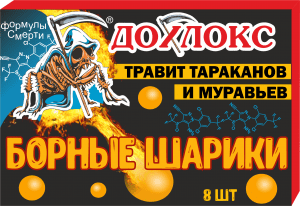 формулы
Смерти
ДОХЛОКС®
ТРАВИТ ТАРАКАНОВ
И МУРАВЬЕВ
БОРНЫЕ ШАРИКИ
8 ШТ